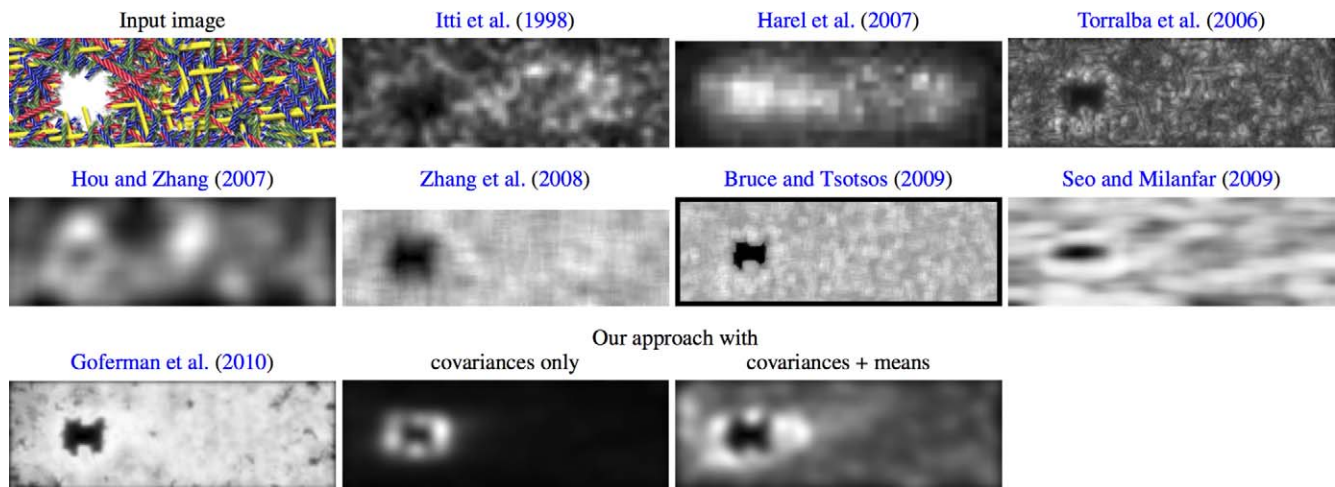 Input image
Itti et al. (1998)
Harel et al. (2007)
Torralba et al. (2006)
Hou and Zhang (2007)
Zhang et al. (2008)
Bruce and Tsotsos (2009)
Seo and Milanfar (2009)
Our approach with
Goferman et al. (2010)
covariances only
covariances + means